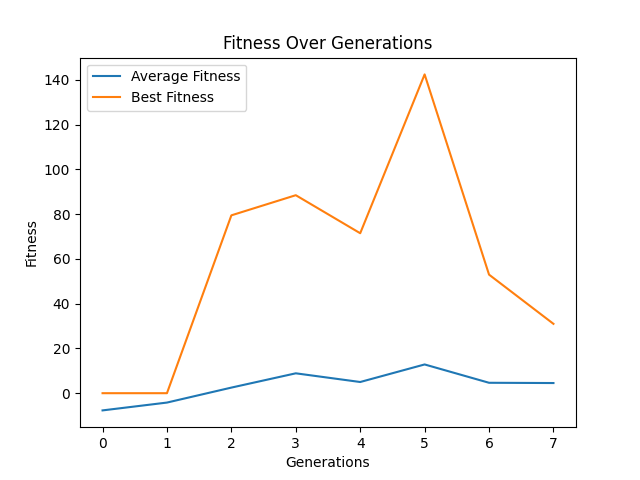 Fitness Over Generations
Average Fitness
Best Fitness
140
120
100
80
60
40
20
0
Fitness
0 1 2 3 4 5 6 7
Generations